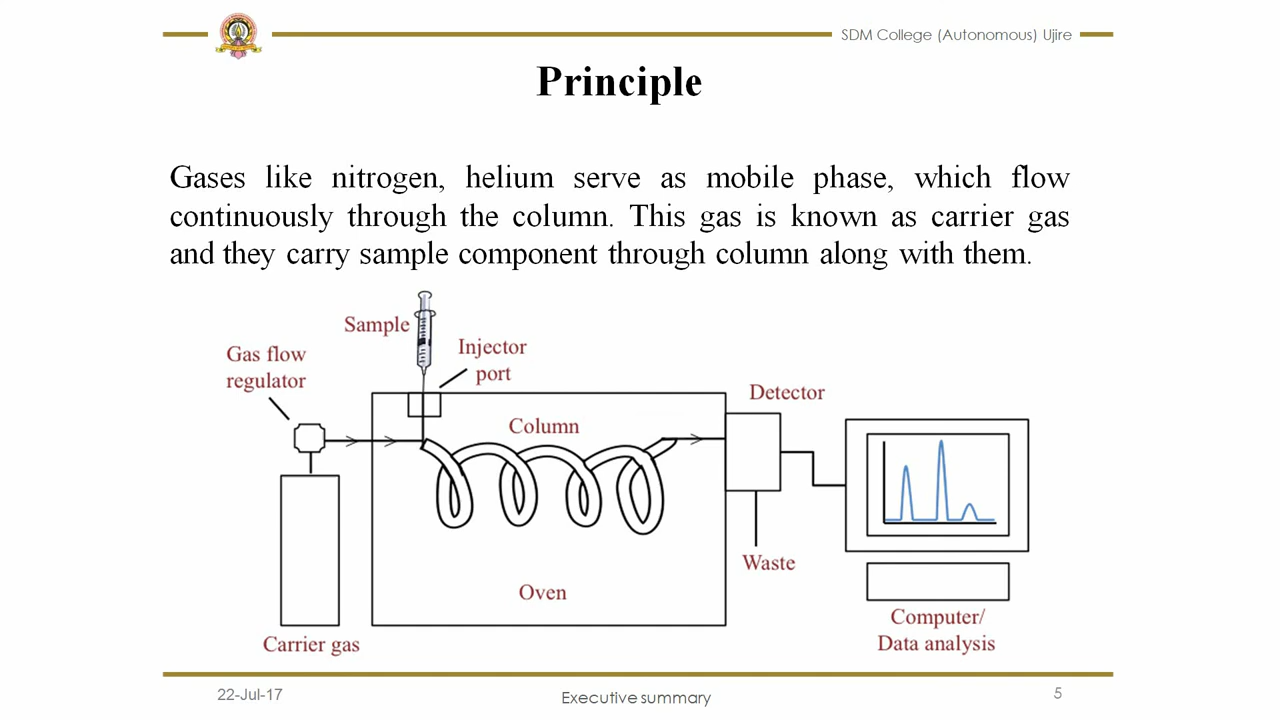 SDM College (Autonomous) Ujire
Principle
Gases like nitrogen, helium serve as mobile phase, which flow
continuously through the column. This gas is known as carrier gas
and they carry sample component through column along with them.
Sample
Injector
port
Gas flow
regulator
Detector
Column
Waste
Oven
Computer/
Data analysis
Carrier gas
22-Jul-17
Executive summary
5